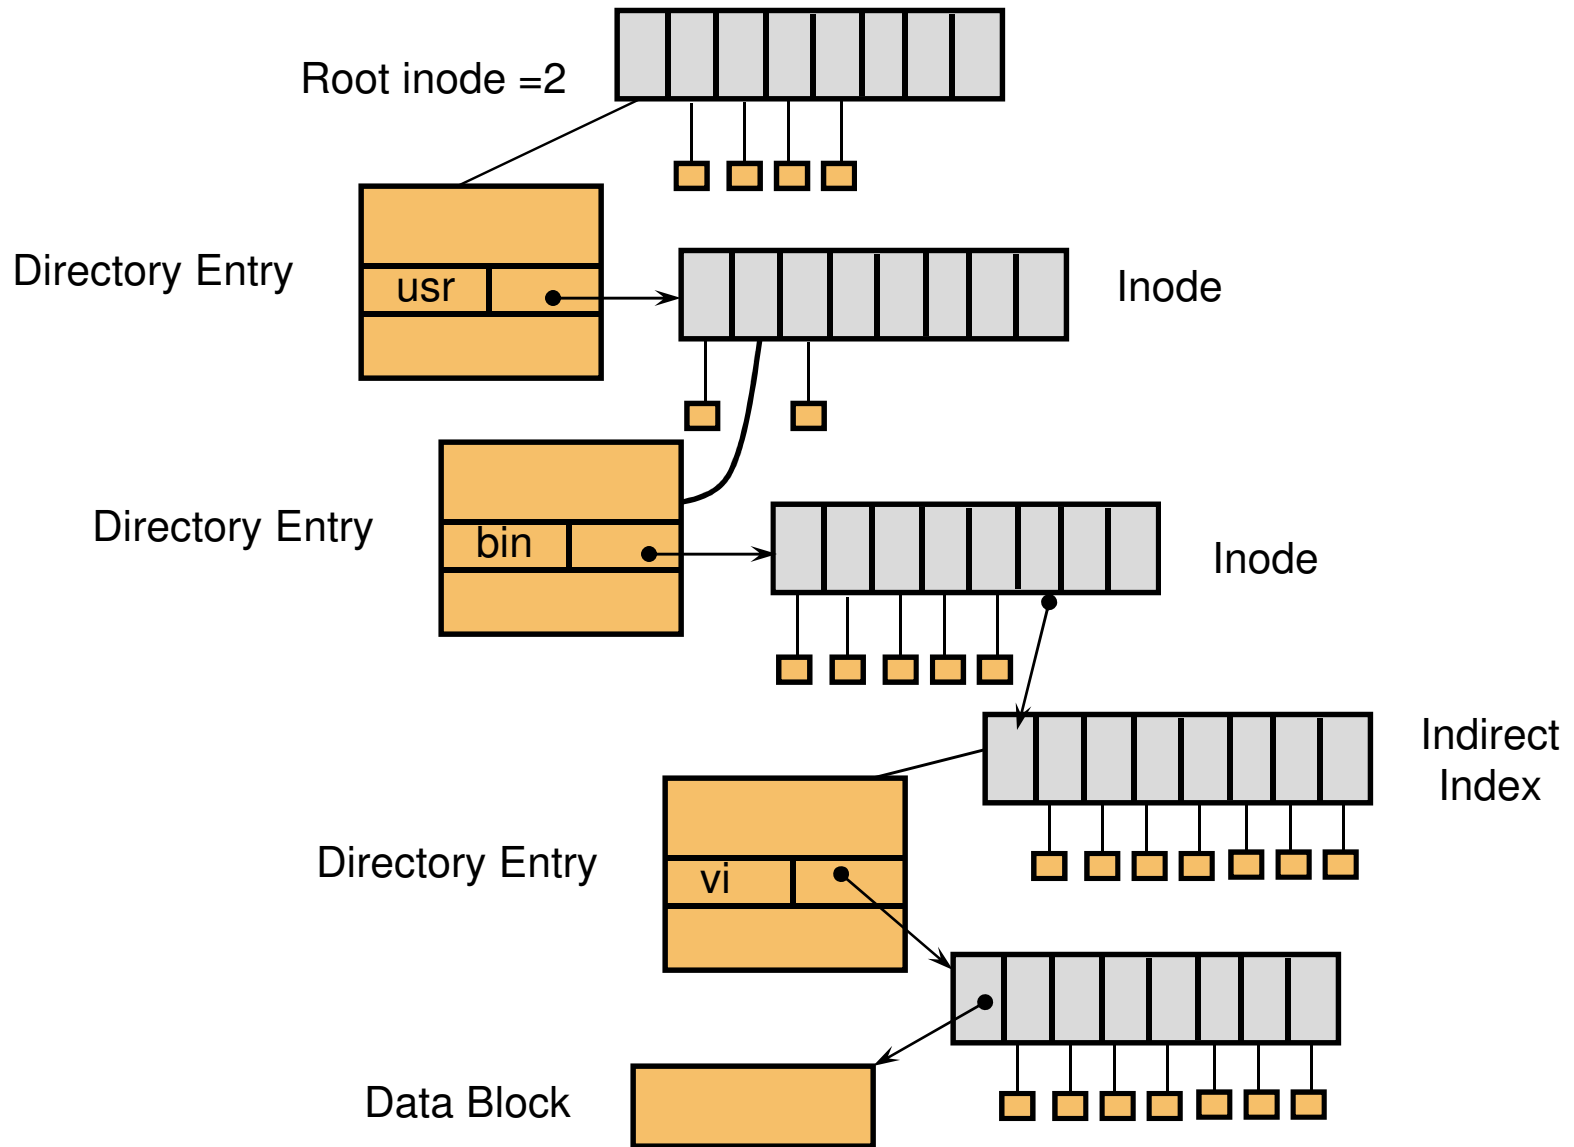 Root inode =2
Directory Entry
usr
Inode
Directory Entry
bin
Inode
Indirect
Index
Directory Entry
vi
Data Block